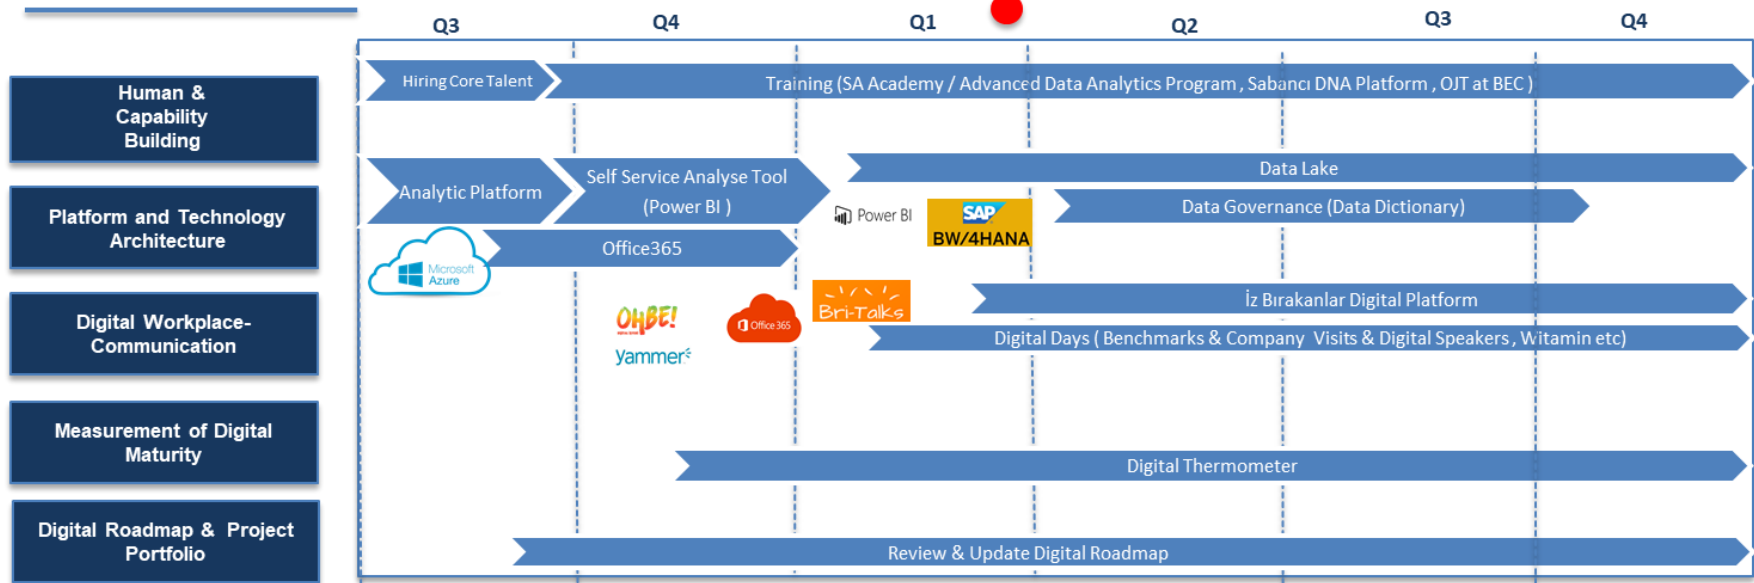 Q3
Q4
Q1
Q2
Q3
Q4
Human &
Capability
Building
Hiring Core Talent
Training (SA Academy / Advanced Data Analytics Program , Sabancı DNA Platform , OJT at BEC )
Platform and Technology
Architecture
Analytic Platform
Self Service Analyse Tool
(Power BI )
Data Lake
Power BI
SAP
BW/4HANA
Data Governance (Data Dictionary)
Office365
Microsoft
Azure
Digital Workplace-
Communication
OHBE!
yammer
Office 365
Bri-Talks
İz Bırakanlar Digital Platform
Digital Days ( Benchmarks & Company Visits & Digital Speakers , Witamin etc)
Measurement of Digital
Maturity
Digital Thermometer
Digital Roadmap & Project
Portfolio
Review & Update Digital Roadmap